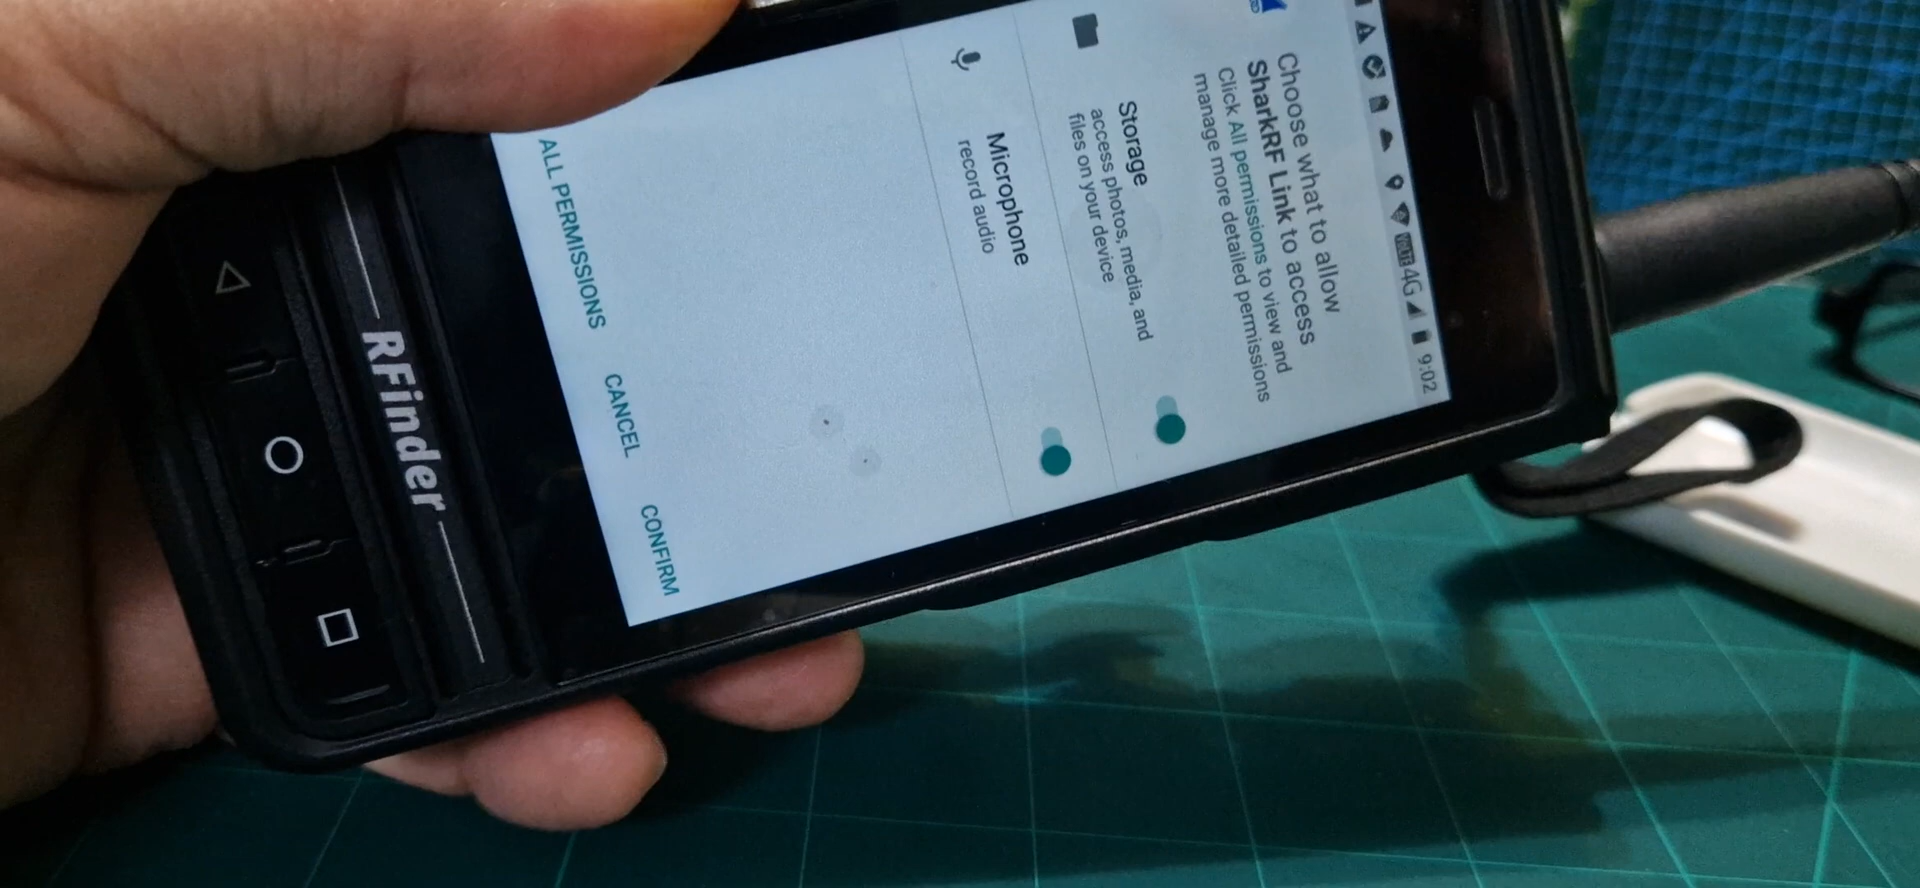 VoLTE 4G 9:02
Choose what to allow
SharkRF Link to access
Click All permissions to view and
manage more detailed permissions
Storage
access photos, media, and
files on your device
Microphone
record audio
ALL PERMISSIONS CANCEL CONFIRM
RFinder